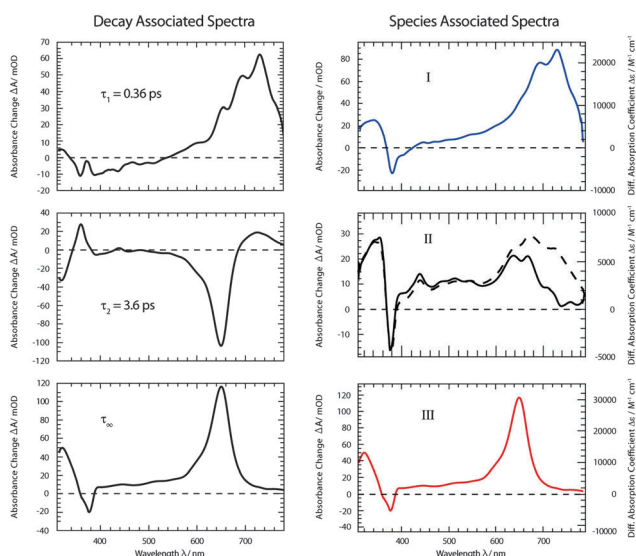 Decay Associated Spectra
Species Associated Spectra
Absorbance Change ΔA/ mOD
70
60
50
40
30
20
10
0
-10
-20
τ1 = 0.36 ps
Absorbance Change / mOD
80
60
40
20
0
-20
I
20000
10000
0
-10000
Diff. Absorption Coefficient Δε / M⁻¹ cm⁻¹
Absorbance Change ΔA/ mOD
40
20
0
-20
-40
-60
-80
-100
-120
τ2 = 3.6 ps
Absorbance Change ΔA/ mOD
30
20
10
0
-10
II
10000
5000
0
-5000
Diff. Absorption Coefficient Δε / M⁻¹ cm⁻¹
Absorbance Change ΔA/ mOD
120
100
80
60
40
20
0
-20
-40
τ∞
400 500 600 700
Wavelength λ/ nm
Absorbance Change ΔA/ mOD
120
100
80
60
40
20
0
-20
-40
III
30000
20000
10000
0
-10000
Diff. Absorption Coefficient Δε / M⁻¹ cm⁻¹
400 500 600 700
Wavelength λ/ nm